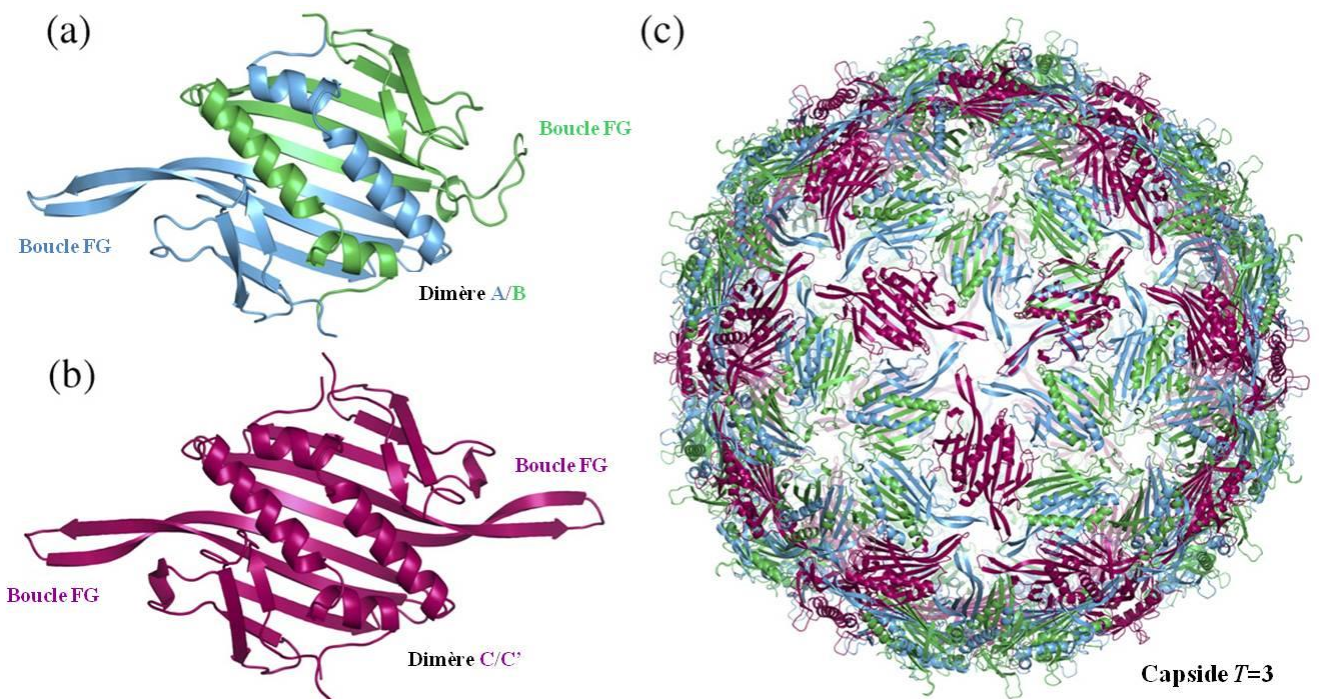 (a)
Boucle FG
Boucle FG
Dimère A/B
(b)
Boucle FG
Boucle FG
Dimère C/C’
(c)
Capside T=3